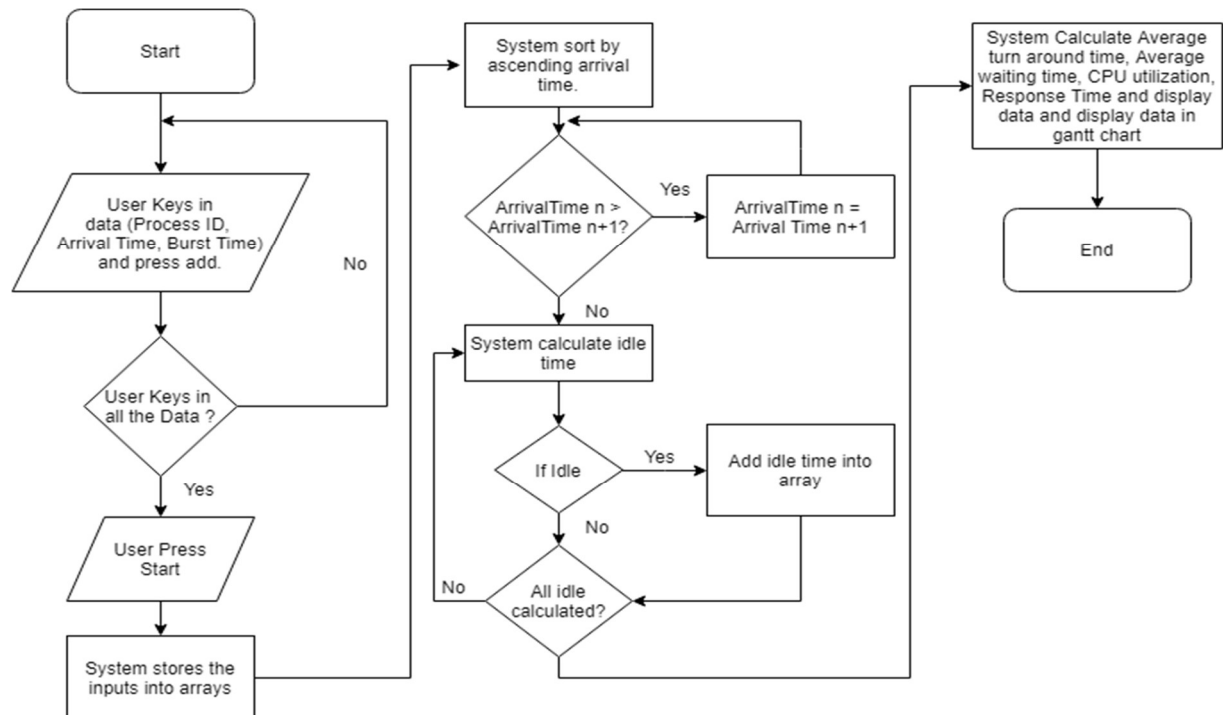 Start
User Keys in
data (Process ID,
Arrival Time, Burst Time)
and press add.
No
User Keys in
all the Data ?
Yes
User Press
Start
System stores the
inputs into arrays
System sort by
ascending arrival
time.
ArrivalTime n >
ArrivalTime n+1?
Yes
ArrivalTime n =
Arrival Time n+1
No
System calculate idle
time
If Idle
Yes
Add idle time into
array
No
All idle
calculated?
No
System Calculate Average
turn around time, Average
waiting time, CPU utilization,
Response Time and display
data and display data in
gantt chart
End